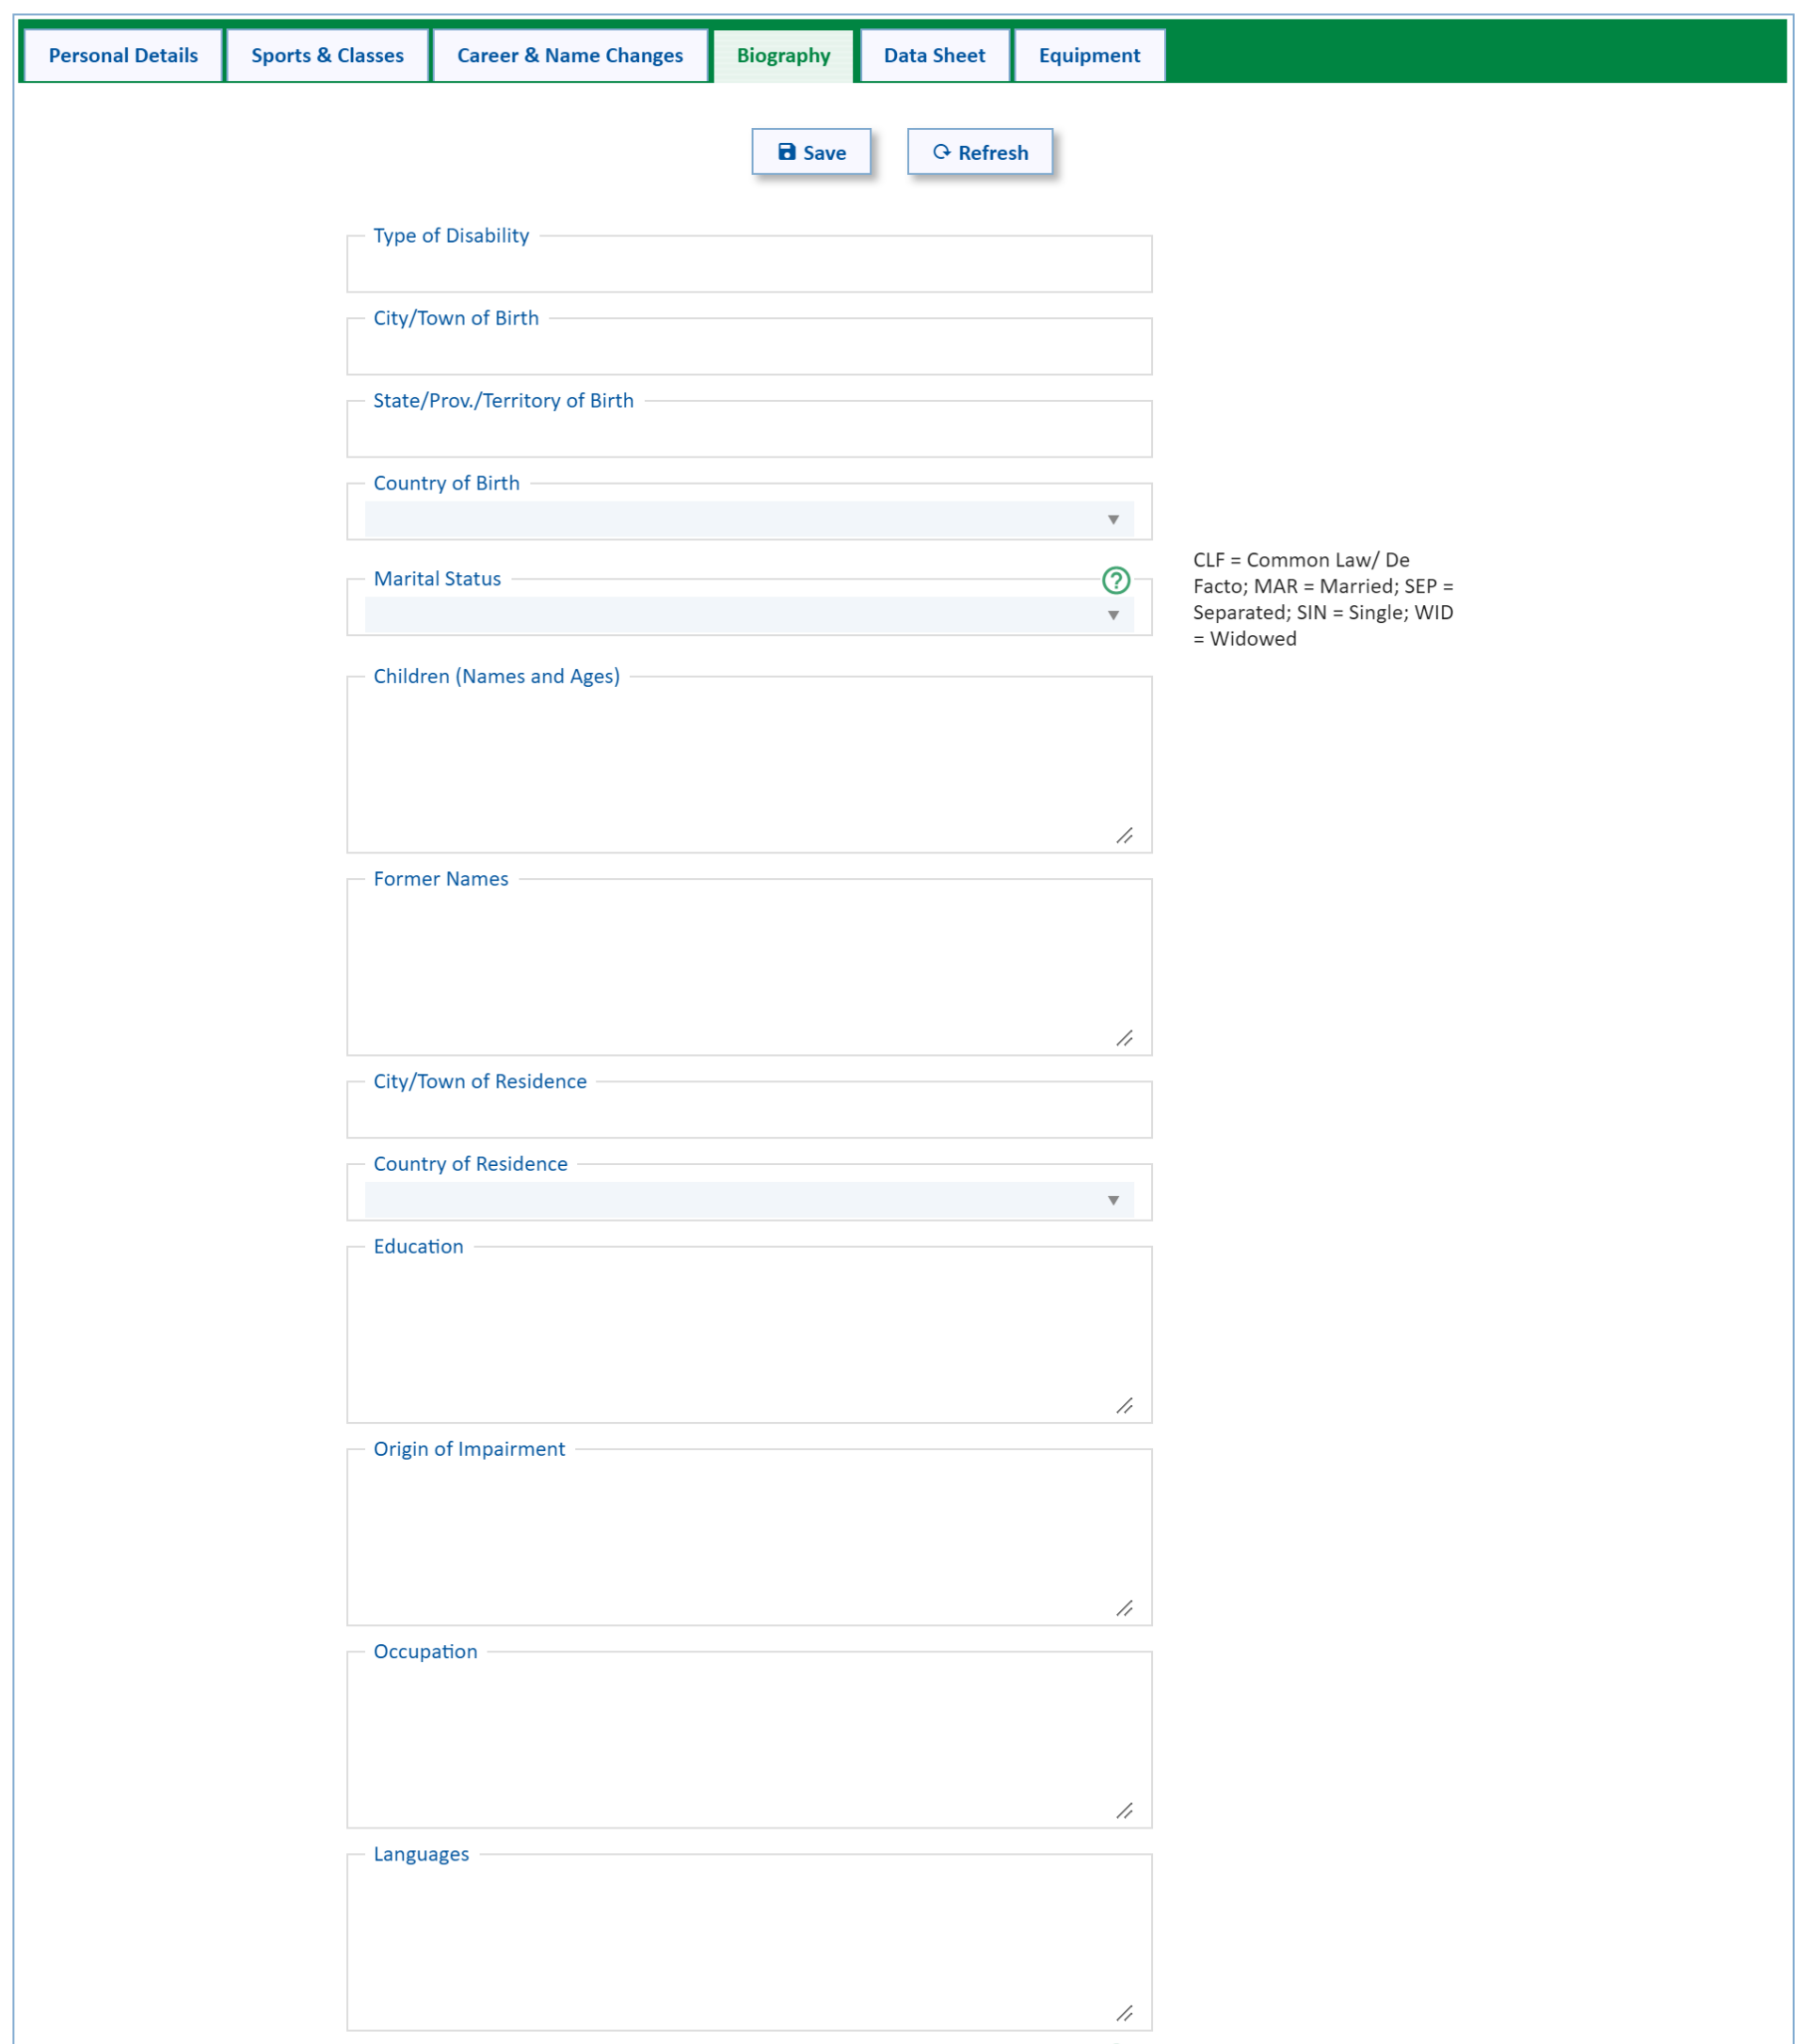 Personal Details
Sports & Classes
Career & Name Changes
Biography
Data Sheet
Equipment
Save
Refresh
Type of Disability
City/Town of Birth
State/Prov./Territory of Birth
Country of Birth
Marital Status
CLF = Common Law/ De
Facto; MAR = Married; SEP =
Separated; SIN = Single; WID
= Widowed
Children (Names and Ages)
Former Names
City/Town of Residence
Country of Residence
Education
Origin of Impairment
Occupation
Languages